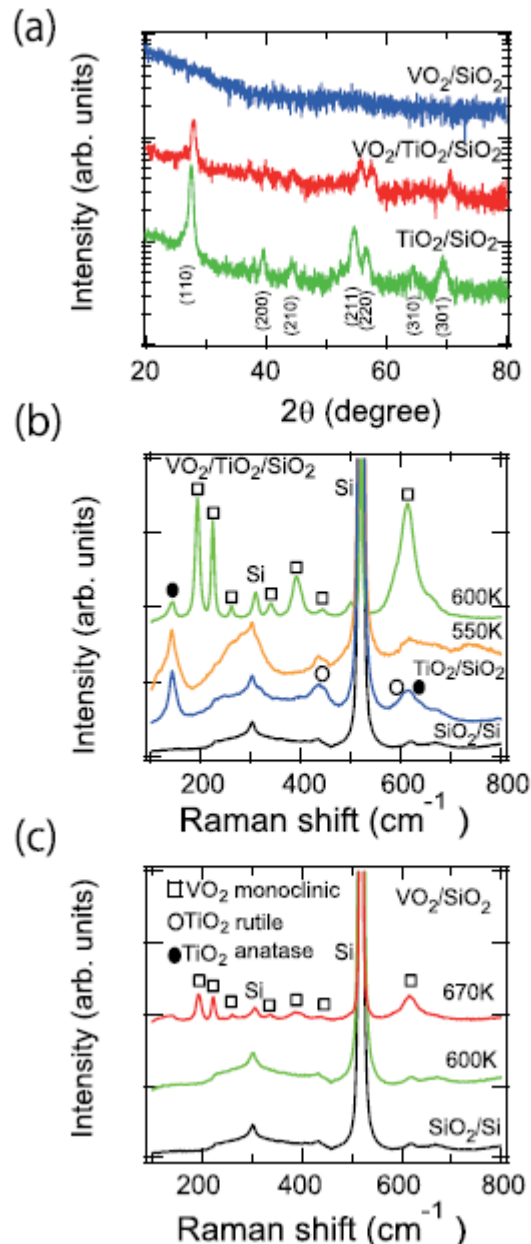 (a)
Intensity (arb. units)
VO₂/SiO₂
VO₂/TiO₂/SiO₂
TiO₂/SiO₂
(110)
(200)
(210)
(211)
(220)
(310)
(301)
20 40 60 80
2θ (degree)
(b)
Intensity (arb. units)
VO₂/TiO₂/SiO₂
Si
Si
600K
550K
TiO₂/SiO₂
SiO₂/Si
200 400 600 800
Raman shift (cm⁻¹)
(c)
Intensity (arb. units)
VO₂ monoclinic
VO₂/SiO₂
TiO₂ rutile
TiO₂ anatase
Si
Si
670K
600K
SiO₂/Si
200 400 600 800
Raman shift (cm⁻¹)